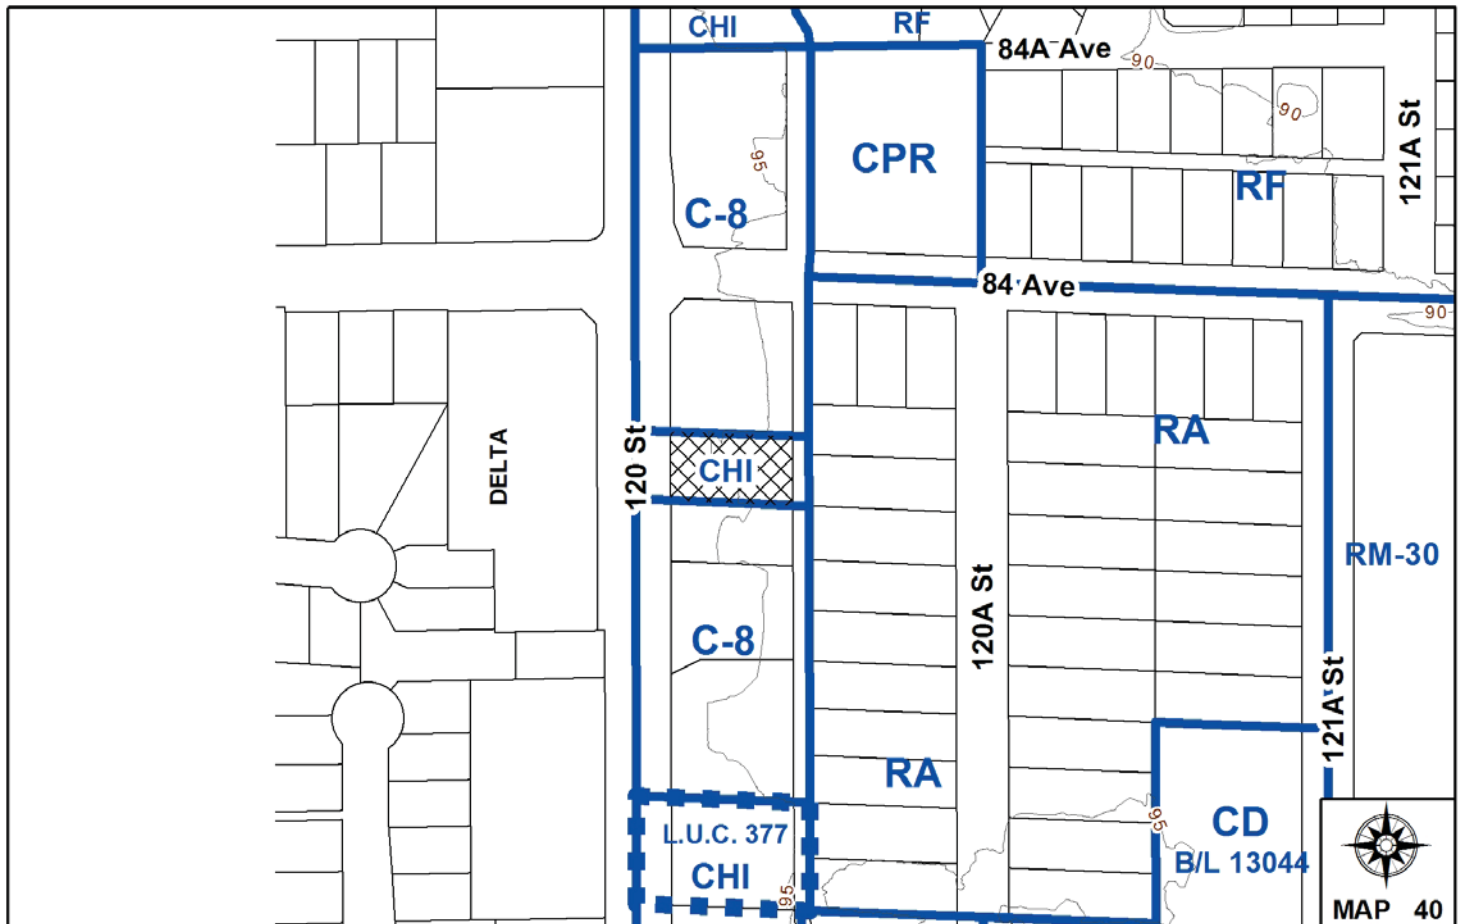 CHI
RF
84A Ave
90
90
121A St
95
CPR
C-8
RF
84 Ave
90
RA
120 St
CHI
DELTA
RM-30
120A St
C-8
121A St
RA
95
CD
B/L 13044
L.U.C. 377
CHI
95
MAP 40